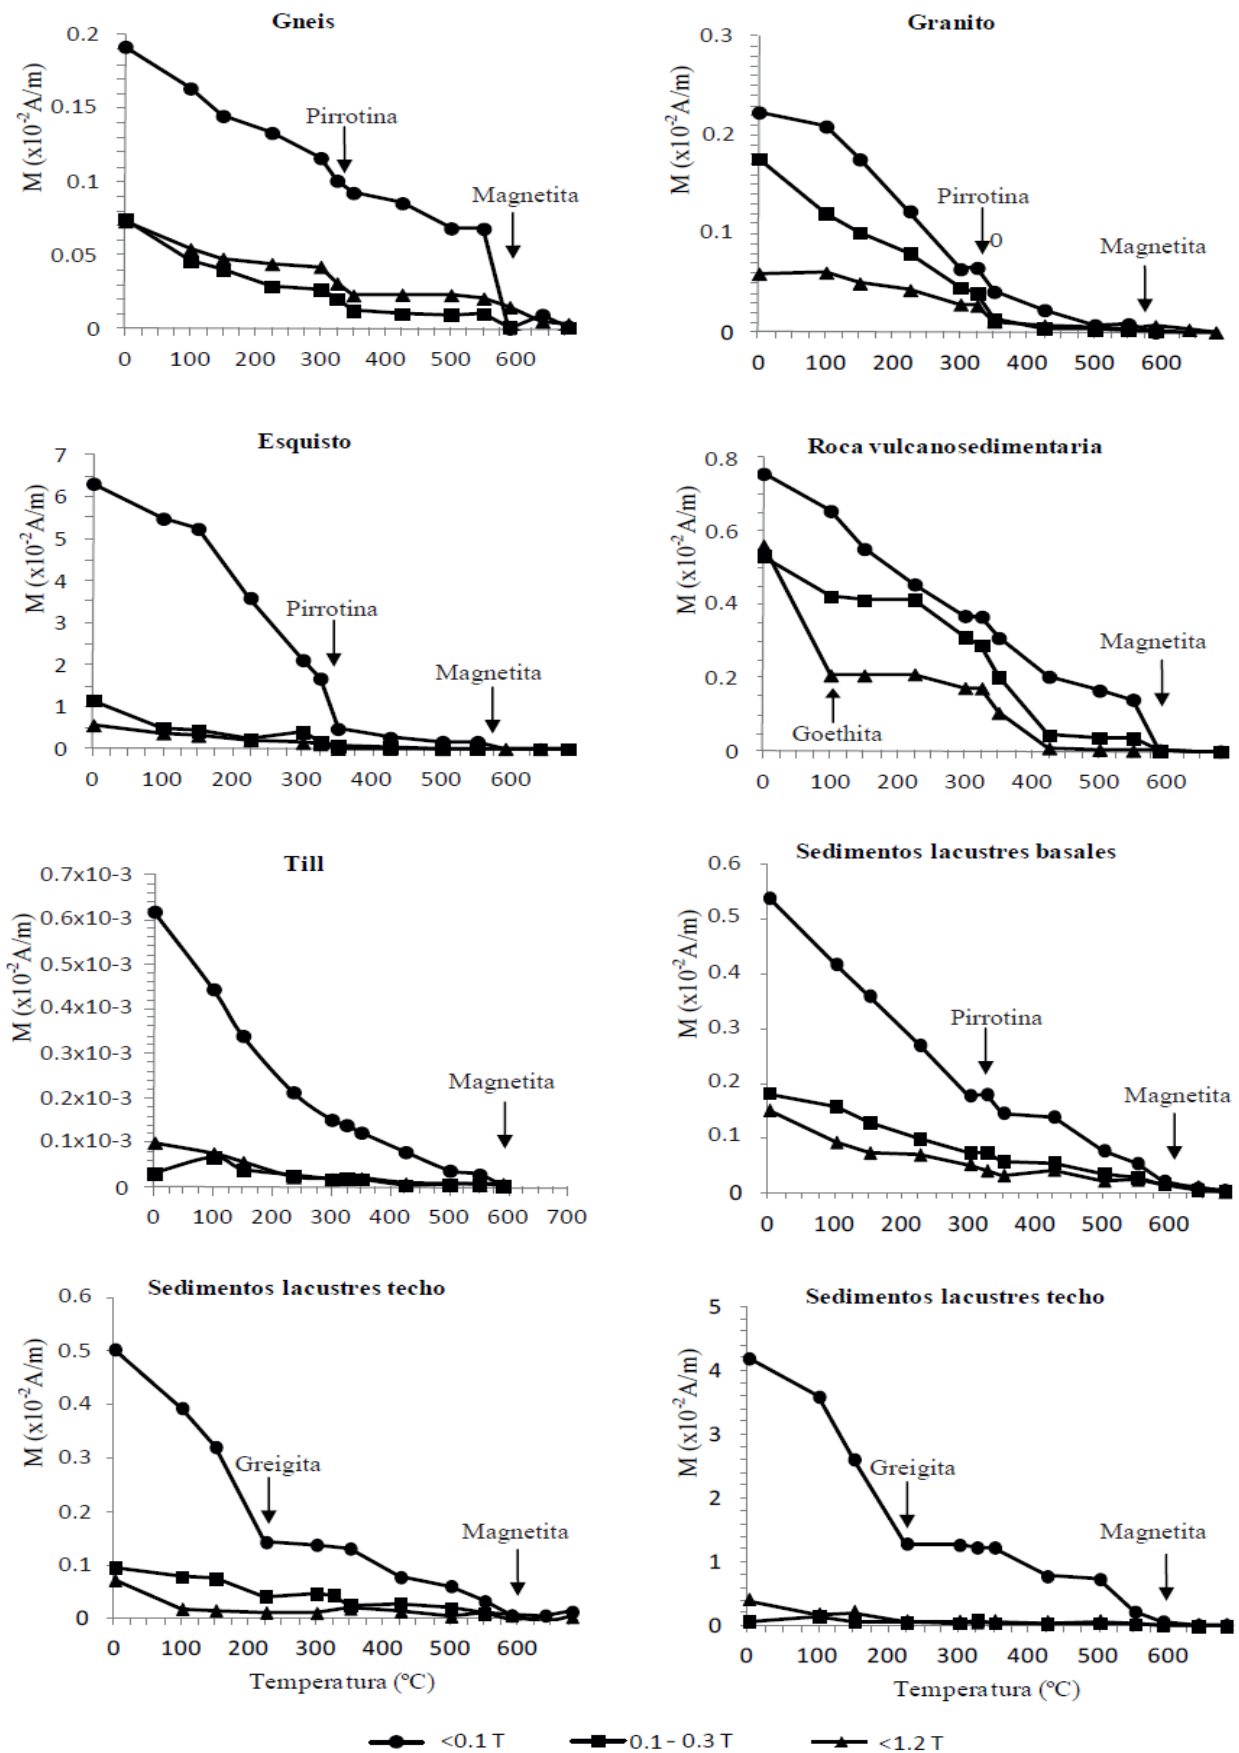 Gneis
M (x10-2A/m)
0.2
0.15
0.1
0.05
0
Pirrotina
Magnetita
0 100 200 300 400 500 600
Granito
M (x10-2A/m)
0.3
0.2
0.1
0
Pirrotina
0
Magnetita
0 100 200 300 400 500 600
Esquisto
M (x10-2A/m)
7
6
5
4
3
2
1
0
Pirrotina
Magnetita
0 100 200 300 400 500 600
Roca vulcanosedimentaria
M (x10-2A/m)
0.8
0.6
0.4
0.2
0
Goethita
Magnetita
0 100 200 300 400 500 600
Till
M (x10-2A/m)
0.7x10-3
0.6x10-3
0.5x10-3
0.4x10-3
0.3x10-3
0.2x10-3
0.1x10-3
0
Magnetita
0 100 200 300 400 500 600 700
Sedimentos lacustres basales
M (x10-2A/m)
0.6
0.5
0.4
0.3
0.2
0.1
0
Pirrotina
Magnetita
0 100 200 300 400 500 600
Sedimentos lacustres techo
M (x10-2A/m)
0.6
0.5
0.4
0.3
0.2
0.1
0
Greigita
Magnetita
0 100 200 300 400 500 600
Temperatura (ºC)
Sedimentos lacustres techo
M (x10-2A/m)
5
4
3
2
1
0
Greigita
Magnetita
0 100 200 300 400 500 600
Temperatura (ºC)
<0.1 T 0.1 - 0.3 T <1.2 T